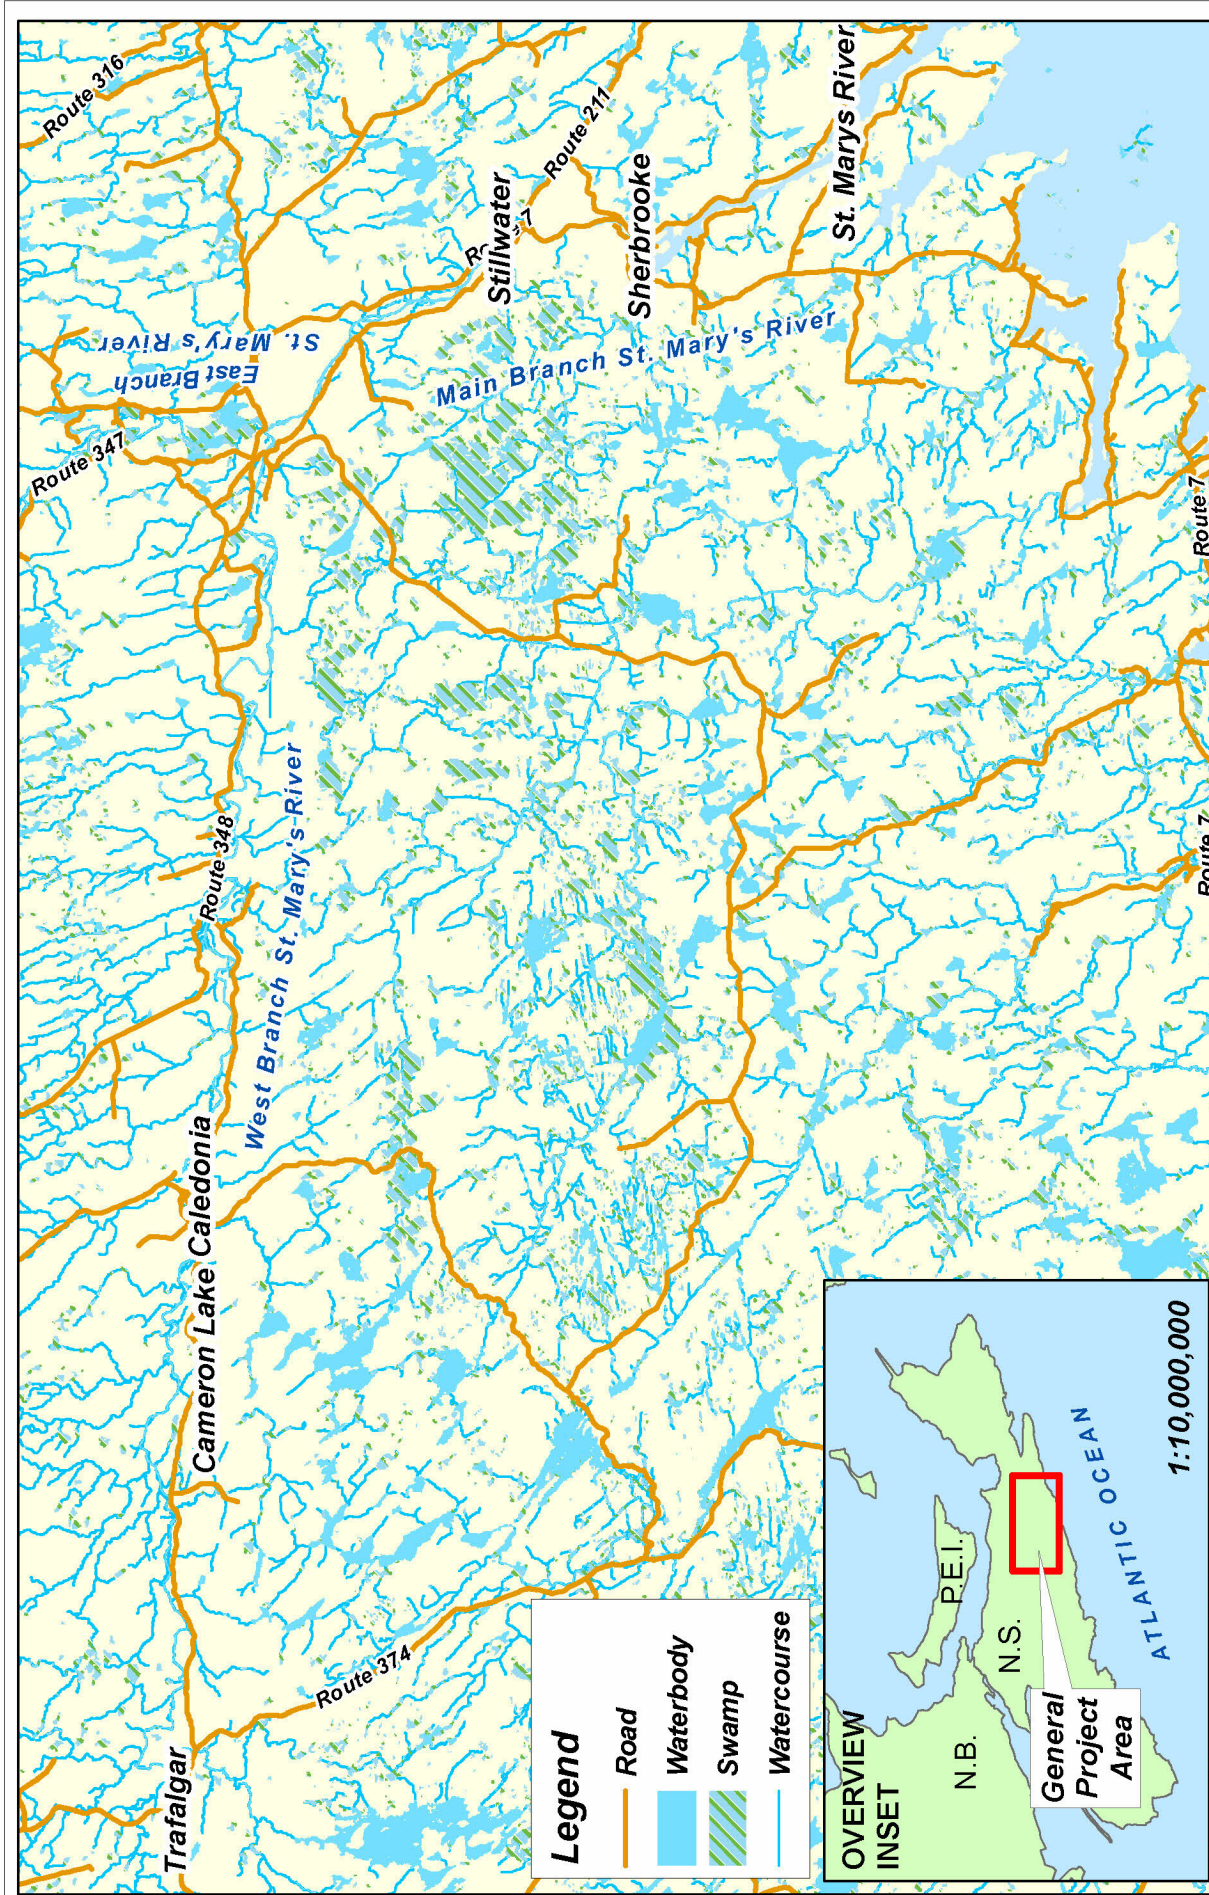 Route 316
Route 347
East Branch
St. Mary's River
Route 348
West Branch St. Mary's River
Cameron Lake
Caledonia
Trafalgar
Route 374
Route 7
Route 211
Stillwater
Sherbrooke
Main Branch St. Mary's River
St. Marys River
Route 7
Route 7
Legend
Road
Waterbody
Swamp
Watercourse
OVERVIEW
INSET
N.B.
P.E.I.
N.S.
General
Project
Area
ATLANTIC OCEAN
1:10,000,000